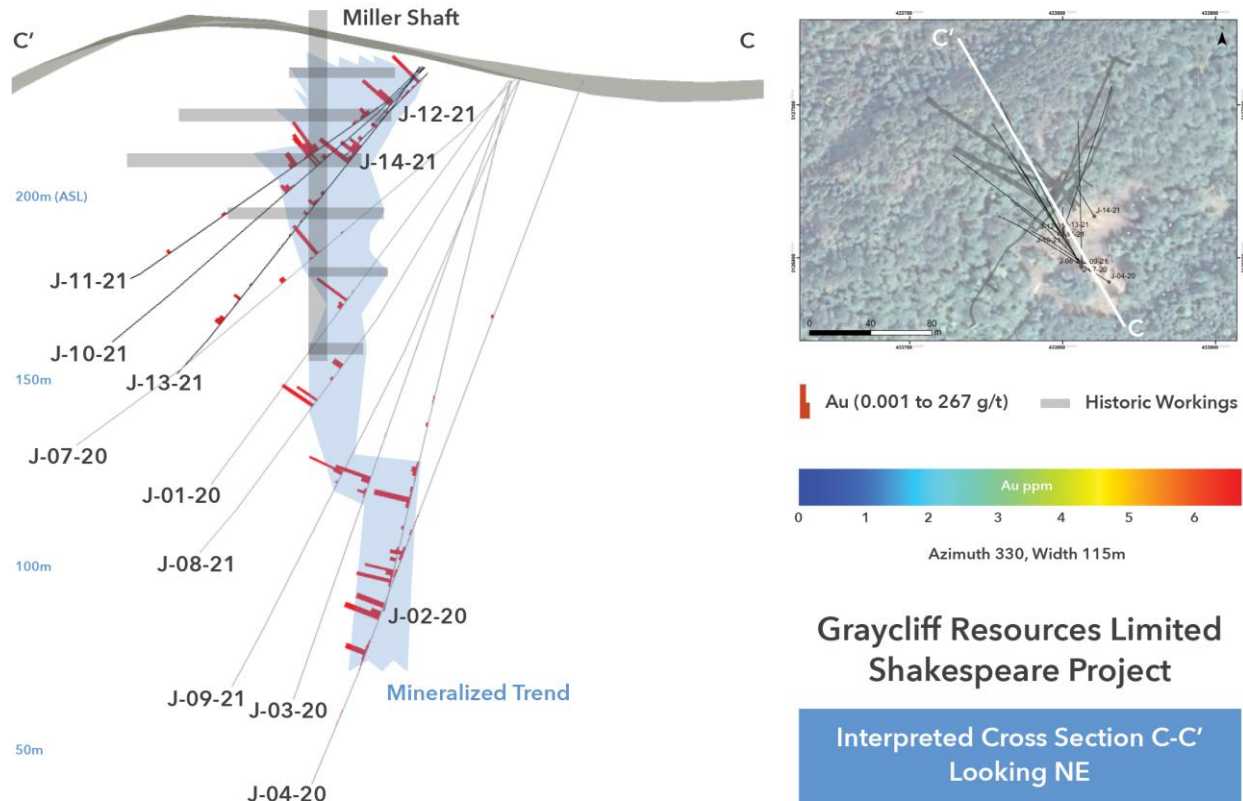 Miller Shaft
C'
C
J-12-21
J-14-21
200m (ASL)
J-11-21
J-10-21
J-13-21
150m
J-07-20
J-01-20
J-08-21
100m
J-02-20
J-09-21
J-03-20
Mineralized Trend
50m
J-04-20
C'
J-14-21
13-21
J-04-20
C
0 40 80
m
Au (0.001 to 267 g/t)
Historic Workings
Au ppm
0 1 2 3 4 5 6
Azimuth 330, Width 115m
Graycliff Resources Limited
Shakespeare Project
Interpreted Cross Section C-C'
Looking NE